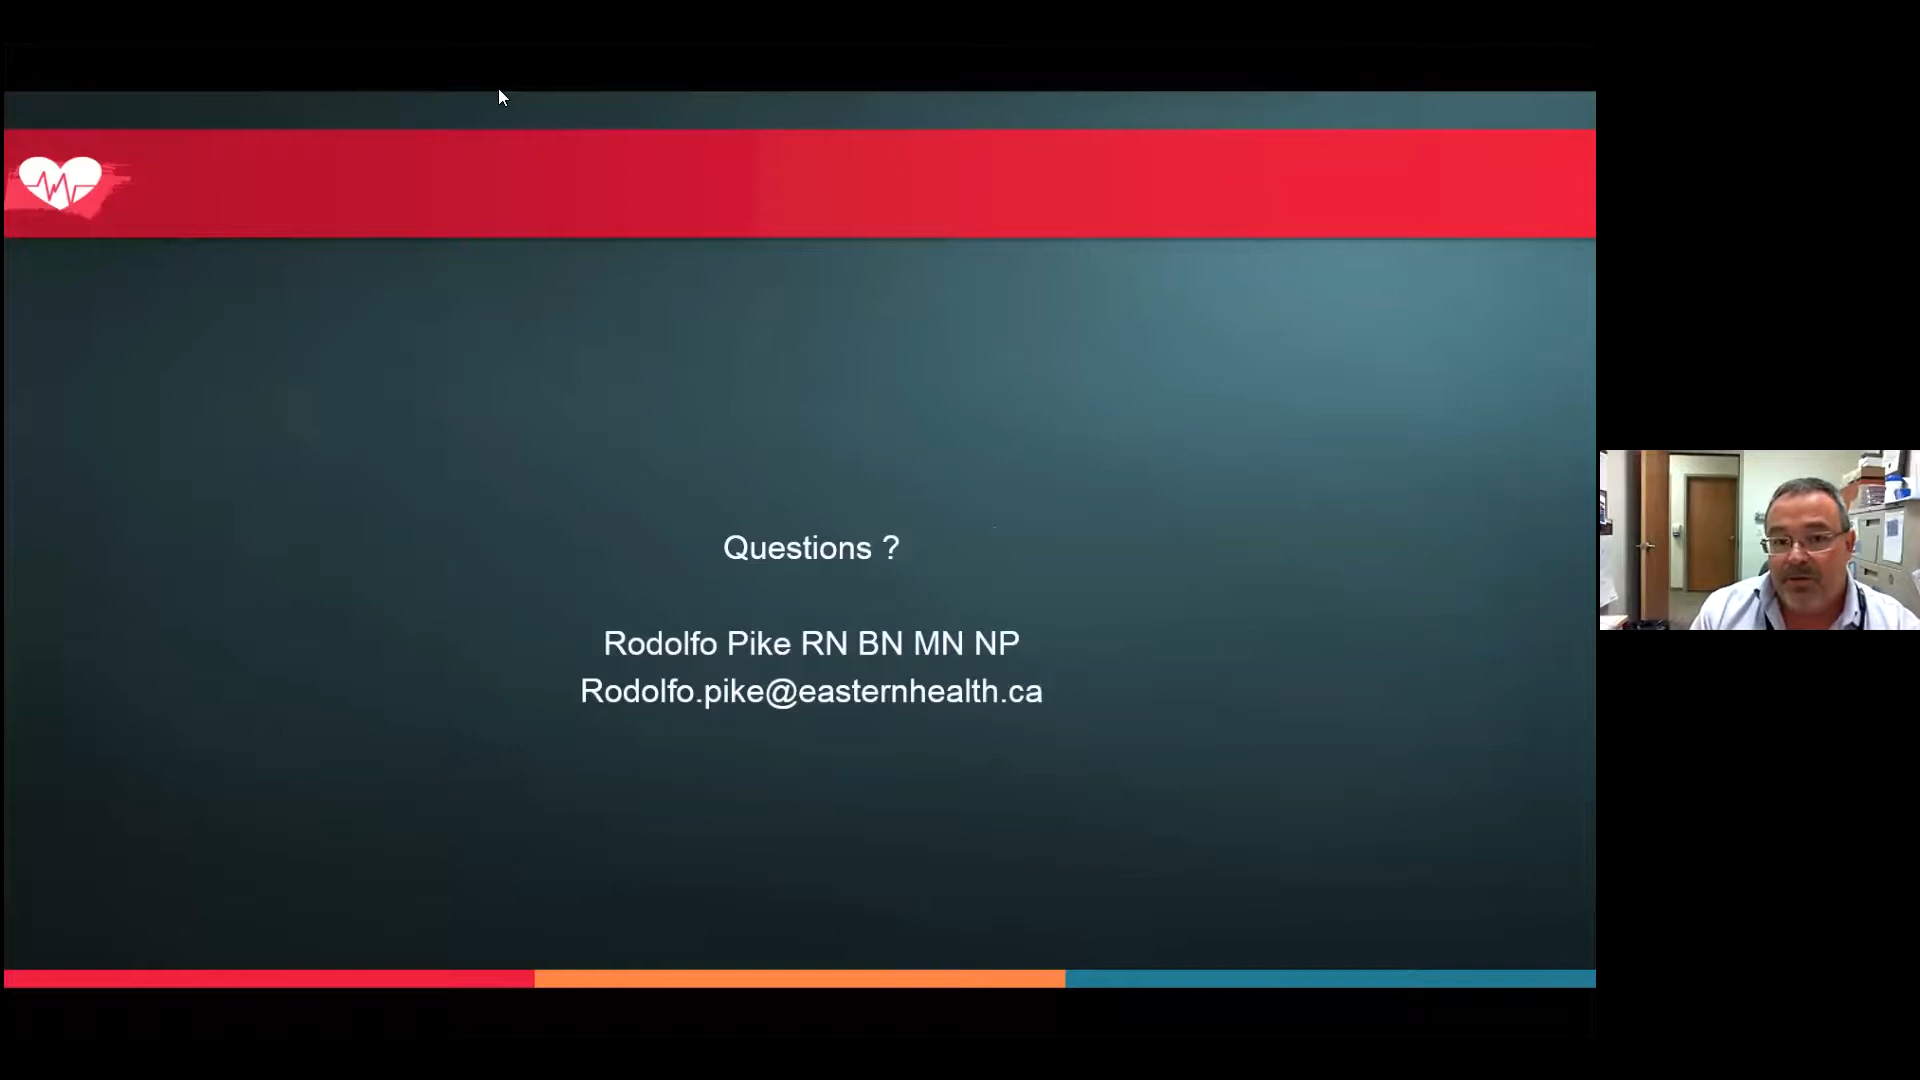 Questions ?
Rodolfo Pike RN BN MN NP
Rodolfo.pike@easternhealth.ca